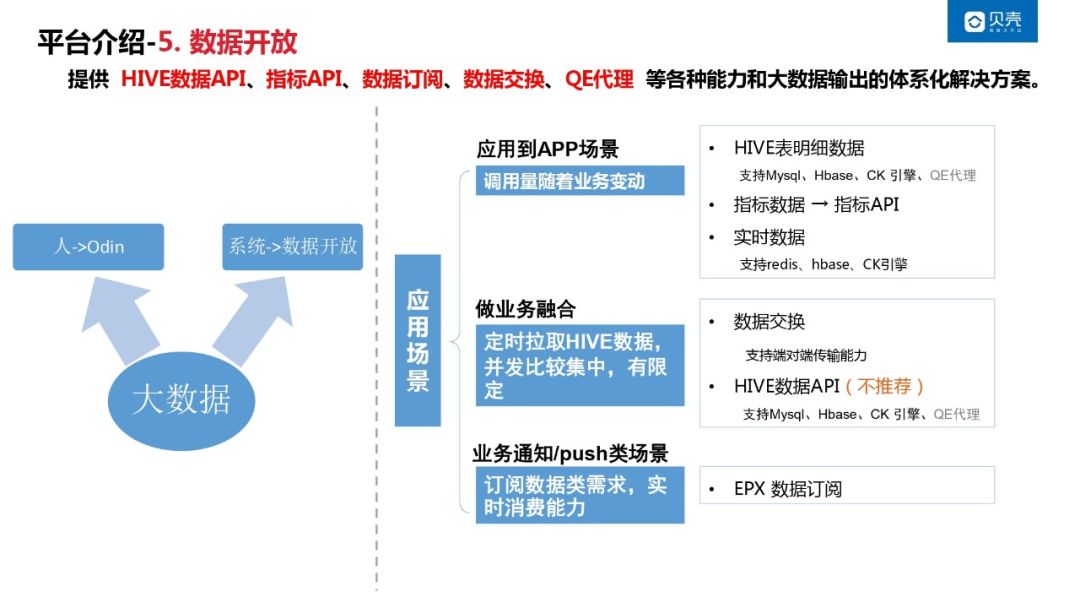 平台介绍-5. 数据开放
贝壳
提供 HIVE数据API、指标API、数据订阅、数据交换、QE代理 等各种能力和大数据输出的体系化解决方案。
人->Odin
系统->数据开放
大数据
应用场景
应用到APP场景
调用量随着业务变动
• HIVE表明细数据
支持Mysql、Hbase、CK 引擎、QE代理
• 指标数据 → 指标API
• 实时数据
支持redis、hbase、CK引擎
做业务融合
定时拉取HIVE数据，
并发比较集中，有限
定
• 数据交换
支持端对端传输能力
• HIVE数据API（不推荐）
支持Mysql、Hbase、CK 引擎、QE代理
业务通知/push类场景
订阅数据类需求，实
时消费能力
• EPX 数据订阅